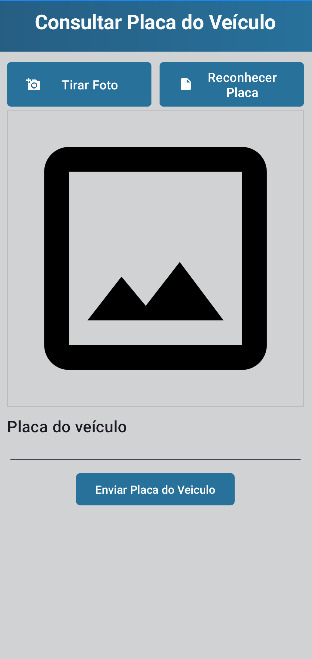 Consultar Placa do Veículo
Tirar Foto
Reconhecer
Placa
Placa do veículo
Enviar Placa do Veiculo